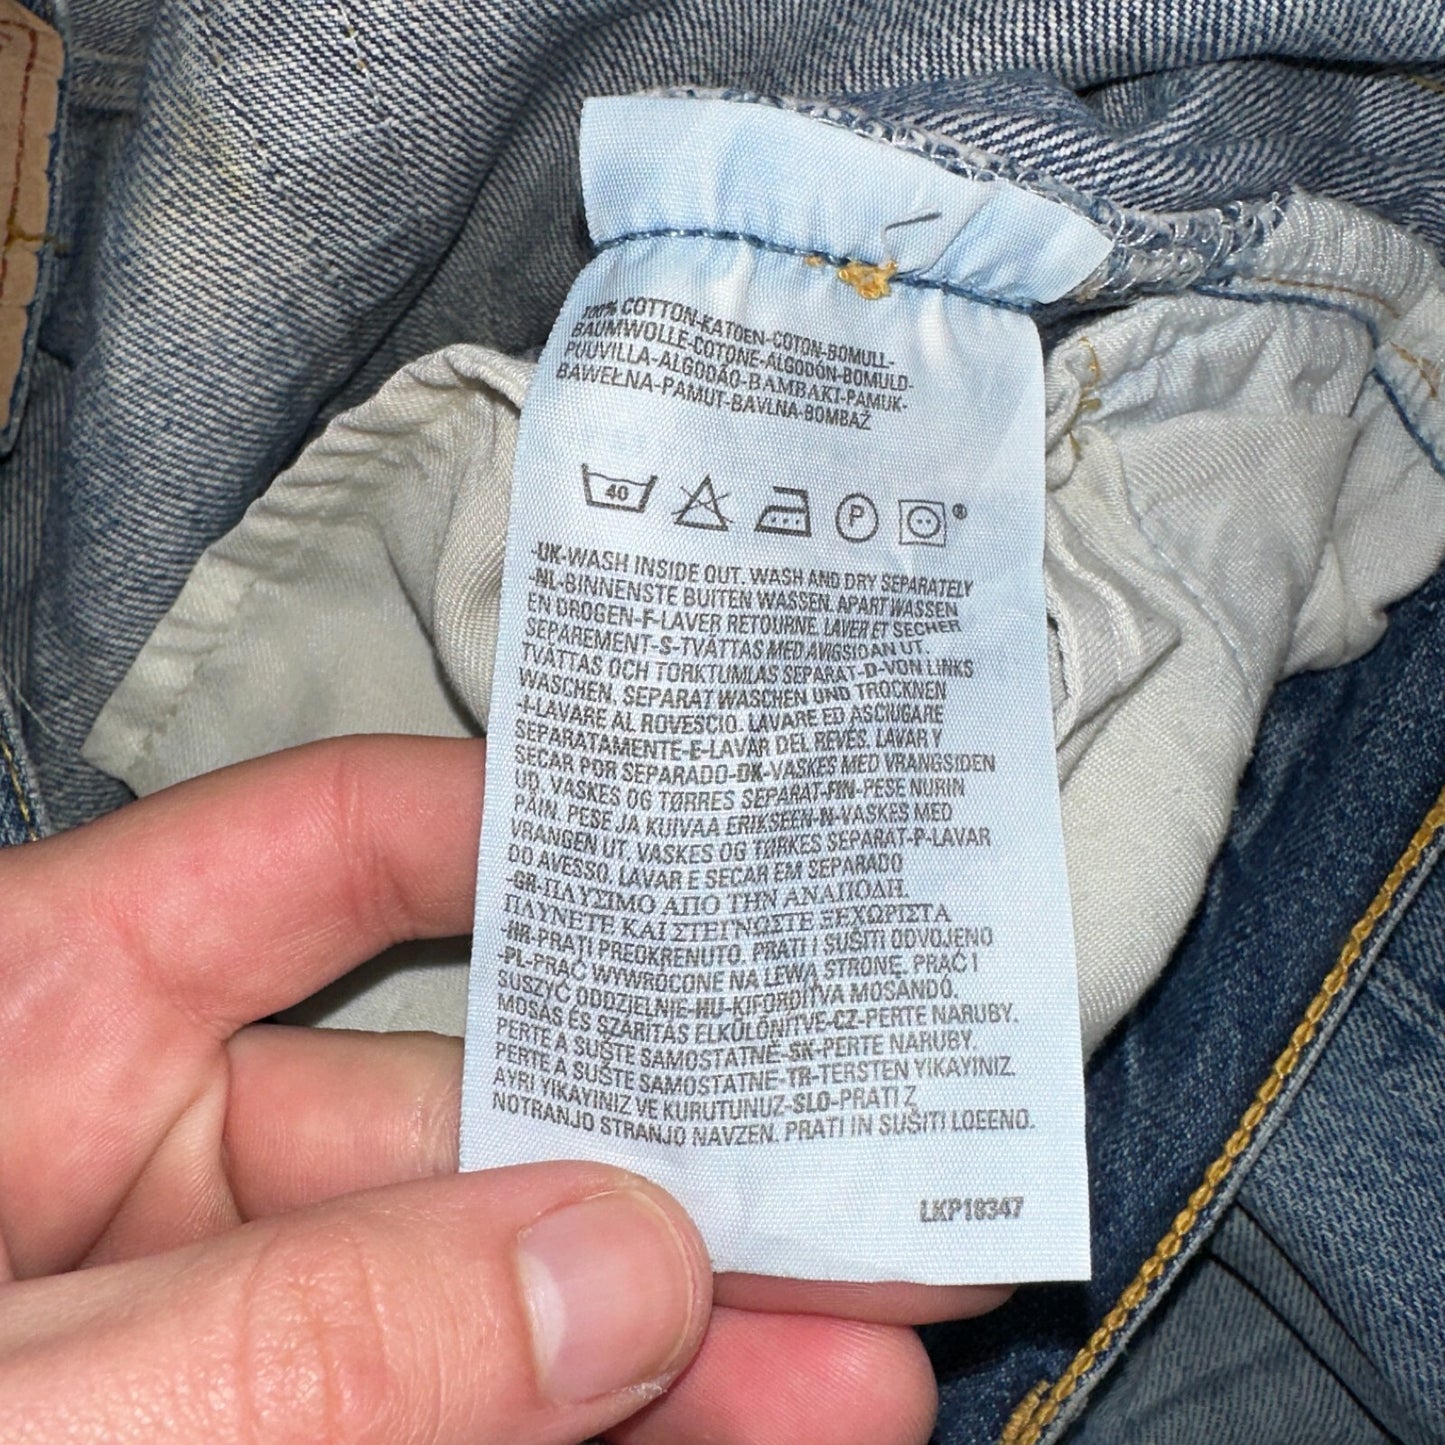 100% COTTON-KATOEN-COTON-BOMULL-
BAUMWOLLE-COTONE-ALGODÓN-BOMULD-
PUUVILLA-ALGODÃO-ΒΑΜΒΑΚΙ-PAMUK-
BAWEŁNA-PAMUT-BAVLNA-BOMBAŽ
40 P ®
-UK-WASH INSIDE OUT. WASH AND DRY SEPARATELY
-NL-BINNENSTE BUITEN WASSEN. APART WASSEN
EN DROGEN-F-LAVER RETOURNE. LAVER ET SECHER
SEPAREMENT-S-TVÄTTAS MED AVIGSIDAN UT.
TVÄTTAS OCH TORKTUMLAS SEPARAT-D-VON LINKS
WASCHEN. SEPARAT WASCHEN UND TROCKNEN
-I-LAVARE AL ROVESCIO. LAVARE ED ASCIUGARE
SEPARATAMENTE-E-LAVAR DEL REVÉS. LAVAR Y
SECAR POR SEPARADO-DK-VASKES MED VRANGSIDEN
UD. VASKES OG TØRRES SEPARAT-FIN-PESE NURIN
PÄIN. PESE JA KUIVAA ERIKSEEN-N-VASKES MED
VRANGEN UT. VASKES OG TØRKES SEPARAT-P-LAVAR
DO AVESSO. LAVAR E SECAR EM SEPARADO
-GR-ΠΛΥΣΙΜΟ ΑΠΟ ΤΗΝ ΑΝΑΠΟΔΗ.
ΠΛΥΝΕΤΕ ΚΑΙ ΣΤΕΓΝΩΣΤΕ ΞΕΧΩΡΙΣΤΑ
-HR-PRATI PREOKRENUTO. PRATI I SUŠITI ODVOJENO
-PL-PRAĆ WYWRÓCONE NA LEWĄ STRONĘ. PRAĆ I
SUSZYĆ ODDZIELNIE-HU-KIFORDÍTVA MOSANDÓ.
MOSÁS ÉS SZÁRÍTÁS ELKÜLÖNÍTVE-CZ-PERTE NARUBY.
PERTE A SUŠTE SAMOSTATNĚ-SK-PERTE NARUBY.
PERTE A SUŠTE SAMOSTATNE-TR-TERSTEN YIKAYINIZ.
AYRI YIKAYINIZ VE KURUTUNUZ-SLO-PRATI Z
NOTRANJO STRANJO NAVZEN. PRATI IN SUŠITI LOEENO.
LKP18347